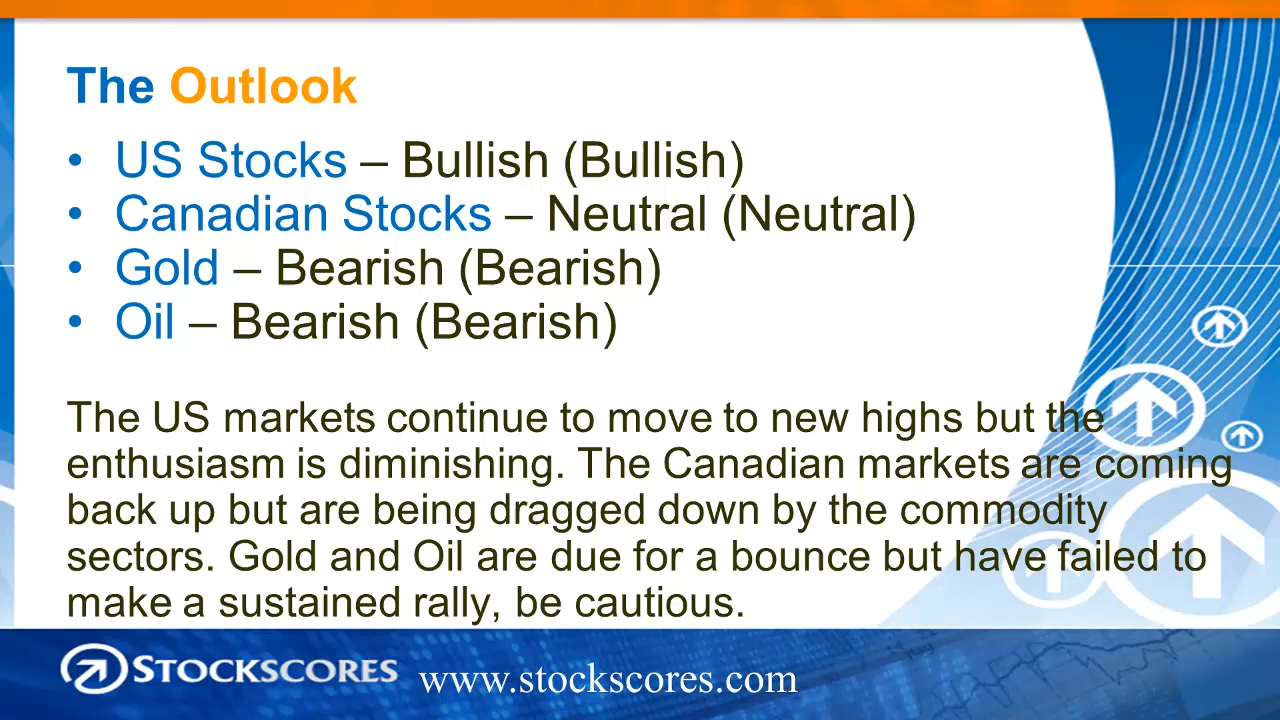 The Outlook
• US Stocks – Bullish (Bullish)
• Canadian Stocks – Neutral (Neutral)
• Gold – Bearish (Bearish)
• Oil – Bearish (Bearish)
The US markets continue to move to new highs but the
enthusiasm is diminishing. The Canadian markets are coming
back up but are being dragged down by the commodity
sectors. Gold and Oil are due for a bounce but have failed to
make a sustained rally, be cautious.
STOCKSCORES www.stockscores.com